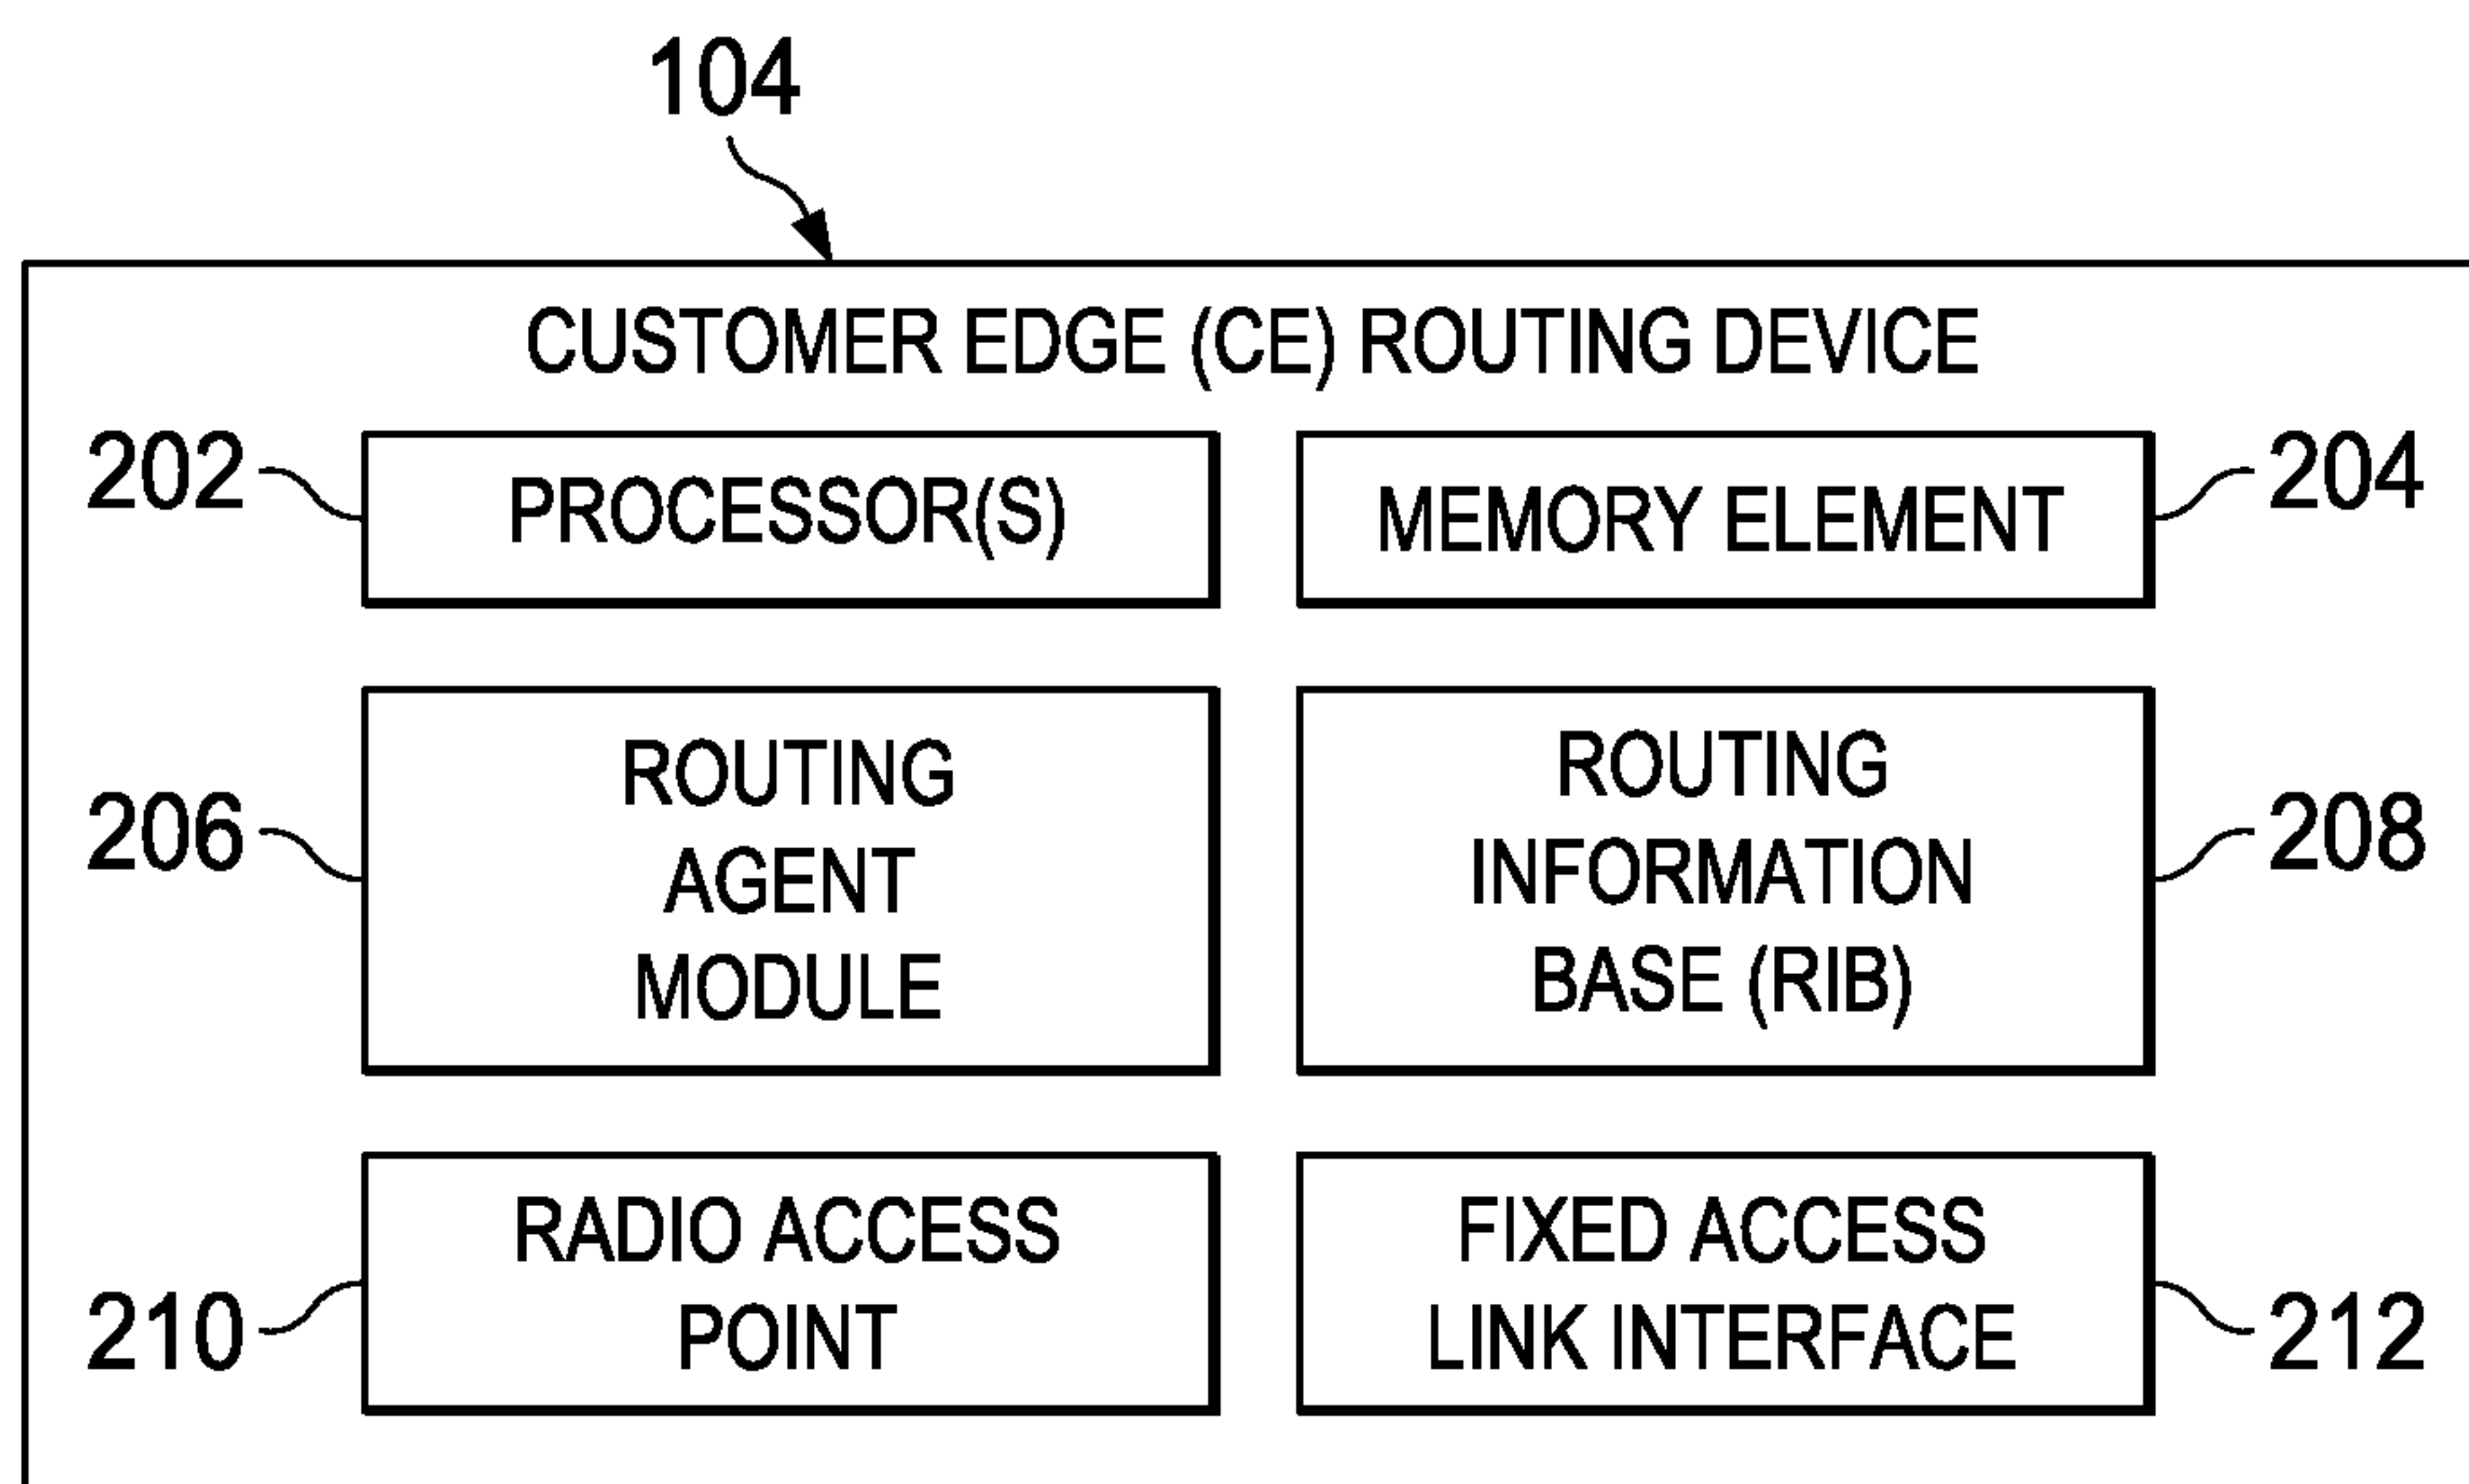 104
CUSTOMER EDGE (CE) ROUTING DEVICE
202
PROCESSOR(S)
MEMORY ELEMENT
204
206
ROUTING
AGENT
MODULE
ROUTING
INFORMATION
BASE (RIB)
208
210
RADIO ACCESS
POINT
FIXED ACCESS
LINK INTERFACE
212